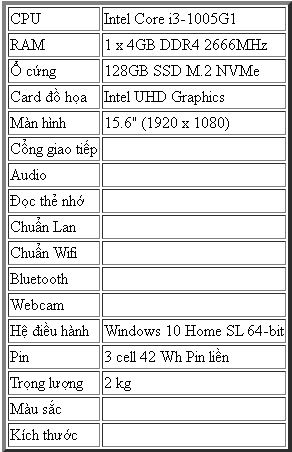 CPU Intel Core i3-1005G1
RAM 1 x 4GB DDR4 2666MHz
Ổ cứng 128GB SSD M.2 NVMe
Card đồ họa Intel UHD Graphics
Màn hình 15.6" (1920 x 1080)
Cổng giao tiếp
Audio
Đọc thẻ nhớ
Chuẩn Lan
Chuẩn Wifi
Bluetooth
Webcam
Hệ điều hành Windows 10 Home SL 64-bit
Pin 3 cell 42 Wh Pin liền
Trọng lượng 2 kg
Màu sắc
Kích thước